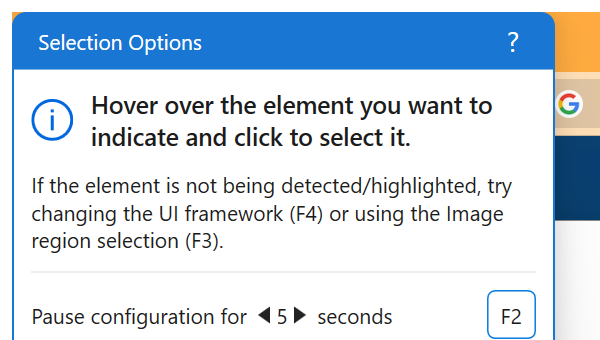 Selection Options ?
Hover over the element you want to
indicate and click to select it.
If the element is not being detected/highlighted, try
changing the UI framework (F4) or using the Image
region selection (F3).
Pause configuration for 5 seconds F2